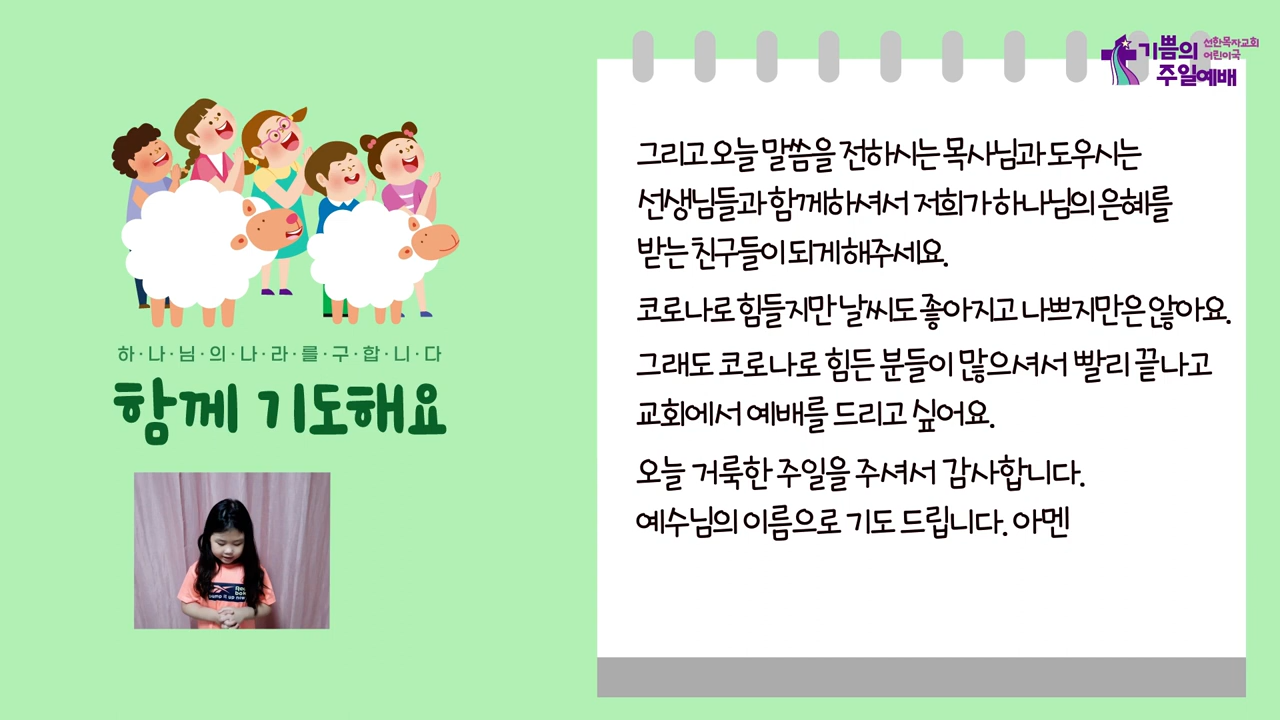 기쁨의
주일예배
선한목자교회
어린이국
그리고 오늘 말씀을 전하시는 목사님과 도우시는
선생님들과 함께하셔서 저희가 하나님의 은혜를
받는 친구들이 되게 해주세요.
코로나로 힘들지만 날씨도 좋아지고 나쁘지만은 않아요.
그래도 코로나로 힘든 분들이 많으셔서 빨리 끝나고
교회에서 예배를 드리고 싶어요.
오늘 거룩한 주일을 주셔서 감사합니다.
예수님의 이름으로 기도 드립니다. 아멘
하·나·님·의·나·라·를·구·합·니·다
함께 기도해요